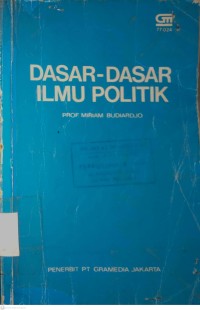 DASAR-DASAR
ILMU POLITIK
PROF MIRIAM BUDIARDJO
PENERBIT PT GRAMEDIA JAKARTA